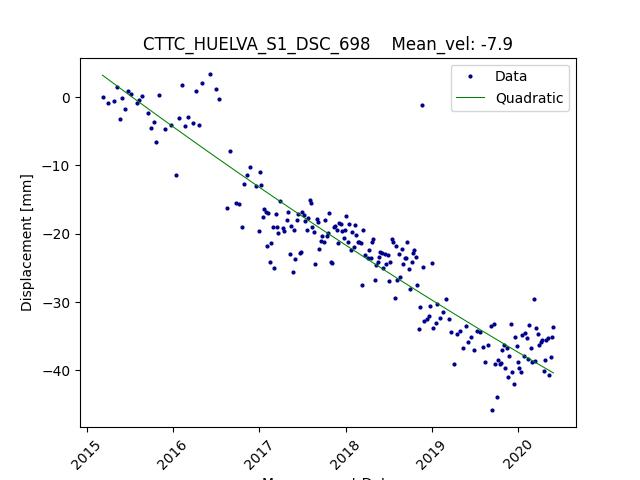 CTTC_HUELVA_S1_DSC_698    Mean_vel: -7.9
Data
Quadratic
Displacement [mm]
0
−10
−20
−30
−40
2015
2016
2017
2018
2019
2020